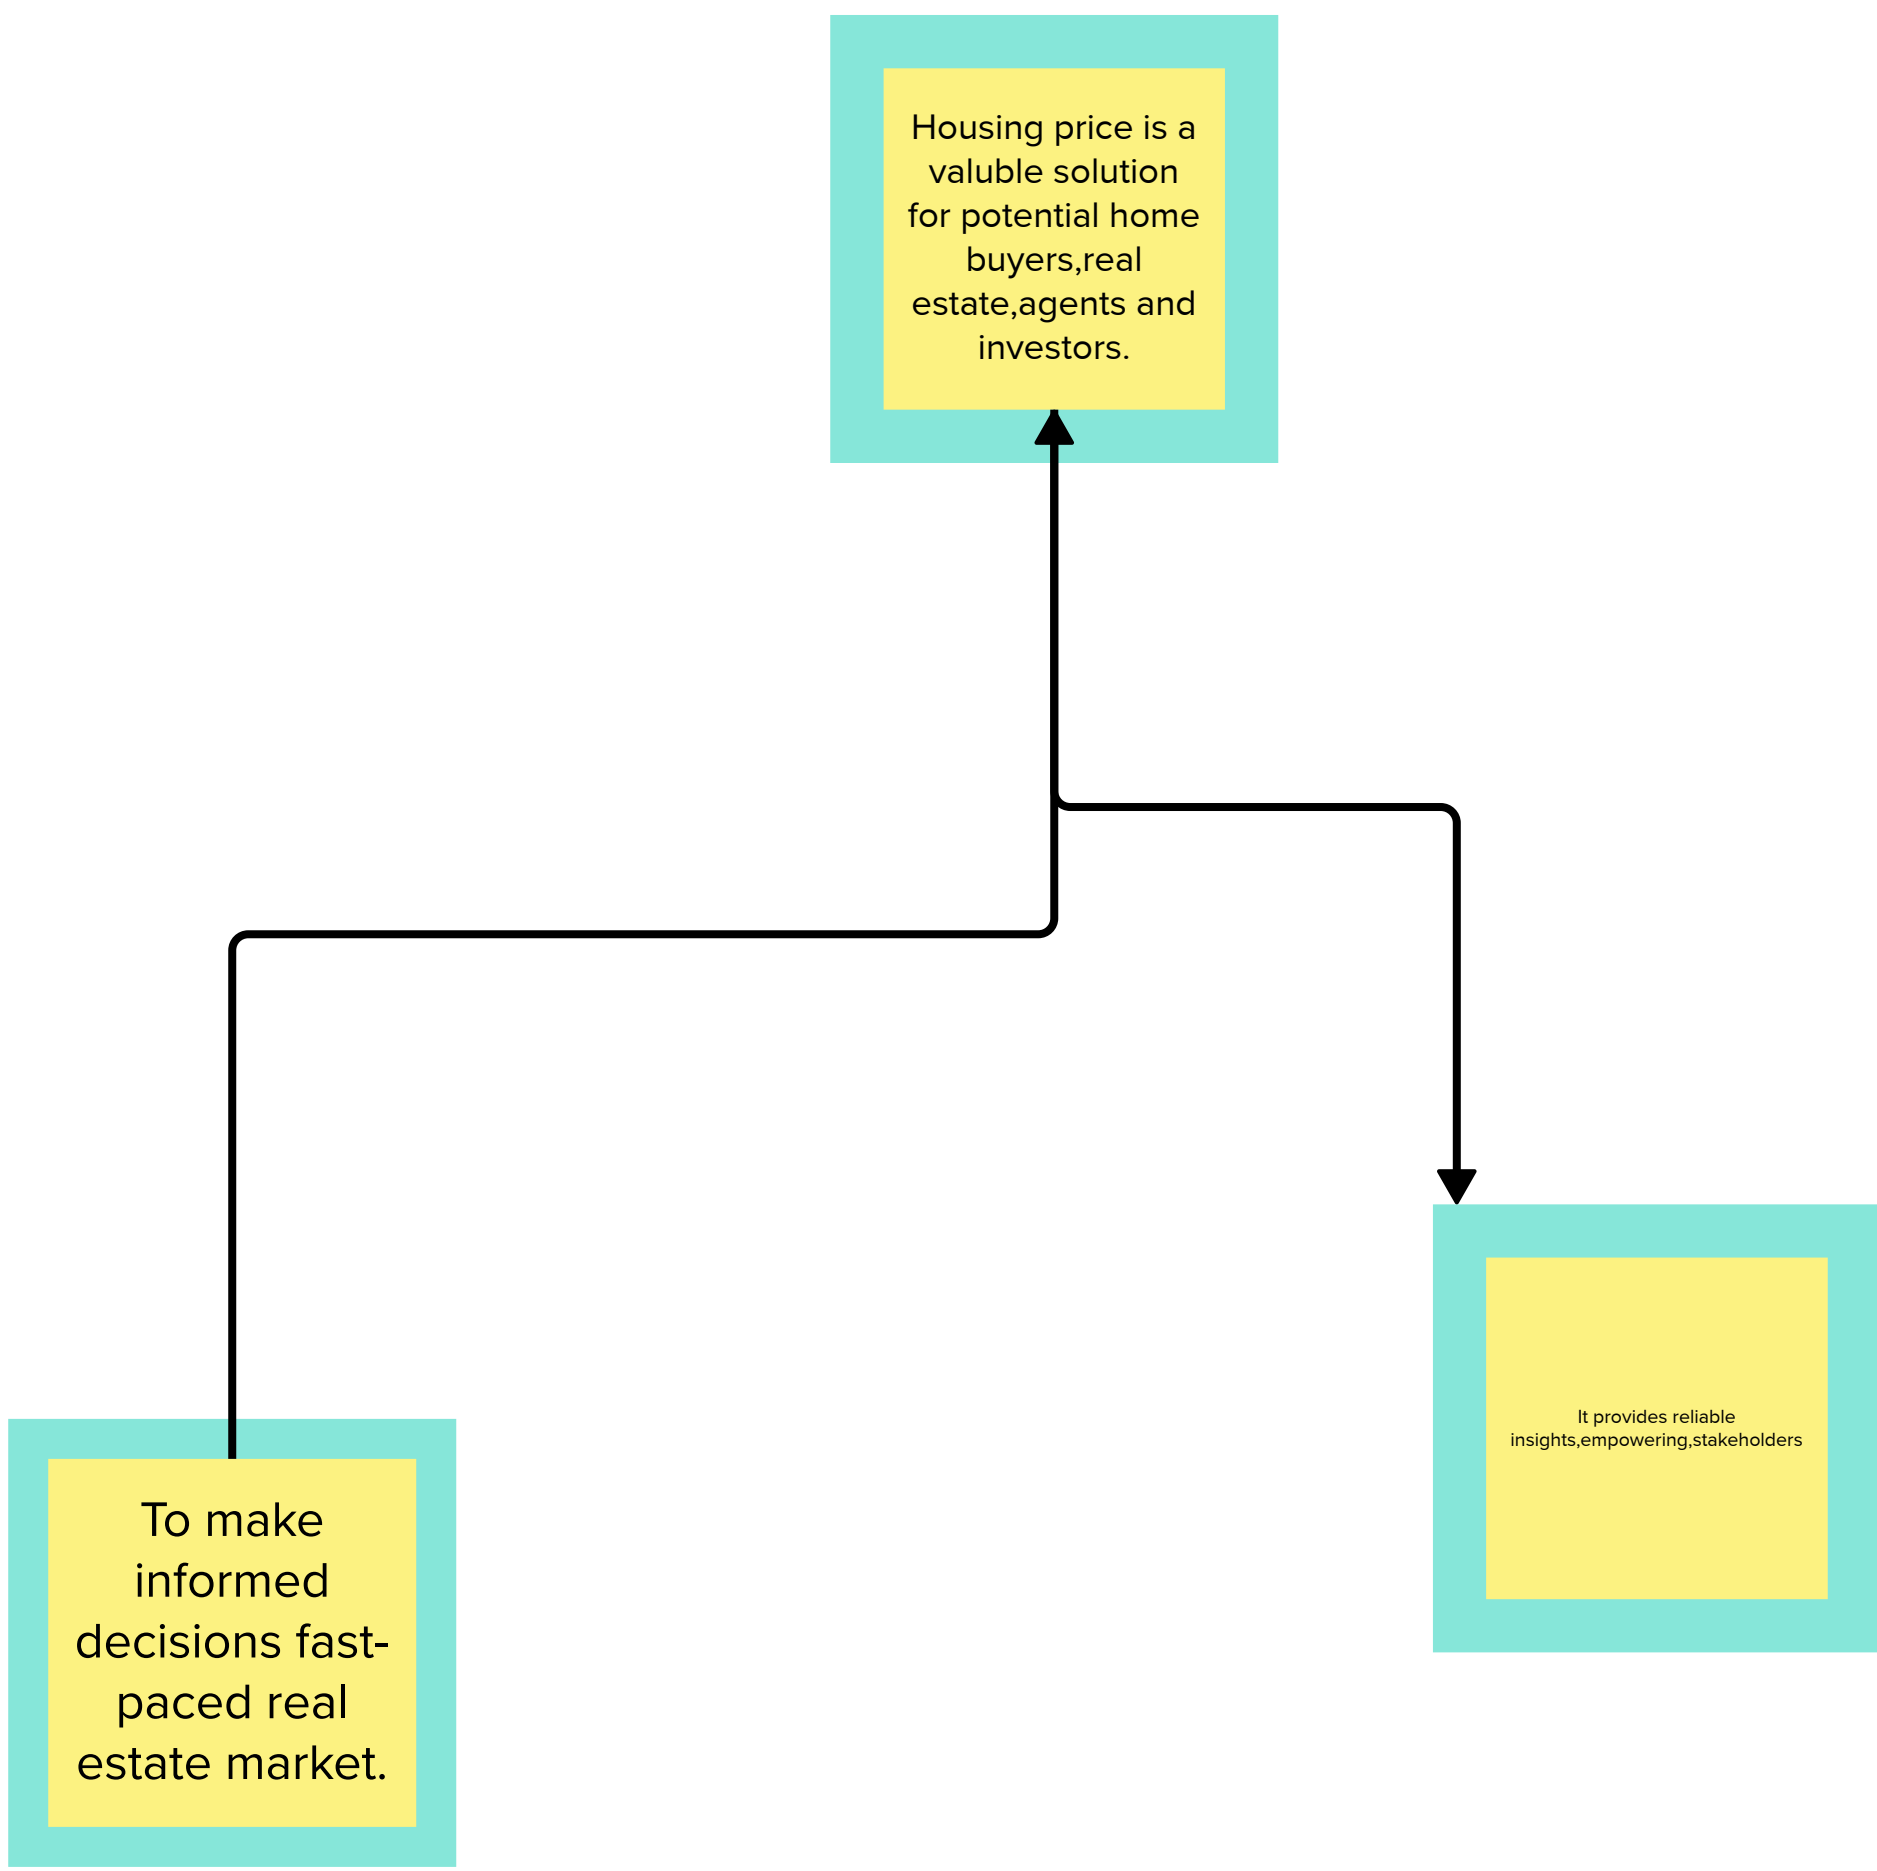 Housing price is a
valuble solution
for potential home
buyers,real
estate,agents and
investors.
It provides reliable
insights,empowering,stakeholders
To make
informed
decisions fast-
paced real
estate market.